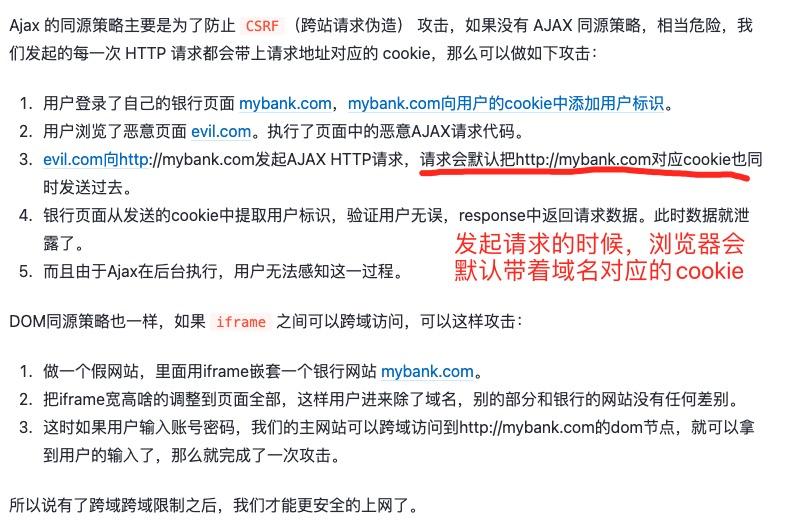 Ajax 的同源策略主要是为了防止 CSRF （跨站请求伪造） 攻击，如果没有 AJAX 同源策略，相当危险，我
们发起的每一次 HTTP 请求都会带上请求地址对应的 cookie，那么可以做如下攻击：
1. 用户登录了自己的银行页面 mybank.com，mybank.com向用户的cookie中添加用户标识。
2. 用户浏览了恶意页面 evil.com。执行了页面中的恶意AJAX请求代码。
3. evil.com向http://mybank.com发起AJAX HTTP请求，请求会默认把http://mybank.com对应cookie也同
时发送过去。
4. 银行页面从发送的cookie中提取用户标识，验证用户无误，response中返回请求数据。此时数据就泄
露了。
5. 而且由于Ajax在后台执行，用户无法感知这一过程。
发起请求的时候，浏览器会
默认带着域名对应的cookie
DOM同源策略也一样，如果 iframe 之间可以跨域访问，可以这样攻击：
1. 做一个假网站，里面用iframe嵌套一个银行网站 mybank.com。
2. 把iframe宽高啥的调整到页面全部，这样用户进来除了域名，别的部分和银行的网站没有任何差别。
3. 这时如果用户输入账号密码，我们的主网站可以跨域访问到http://mybank.com的dom节点，就可以拿
到用户的输入了，那么就完成了一次攻击。
所以说有了跨域跨域限制之后，我们才能更安全的上网了。